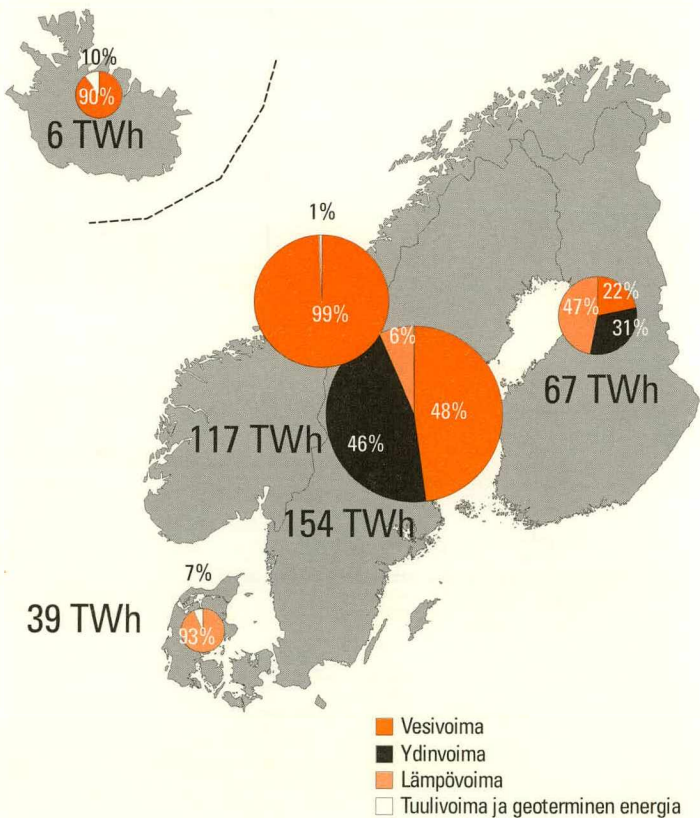 10%
90%
6 TWh
1%
99%
22%
47%
31%
67 TWh
6%
48%
46%
117 TWh
154 TWh
7%
39 TWh
93%
Vesivoima
Ydinvoima
Lämpövoima
Tuulivoima ja geoterminen energia